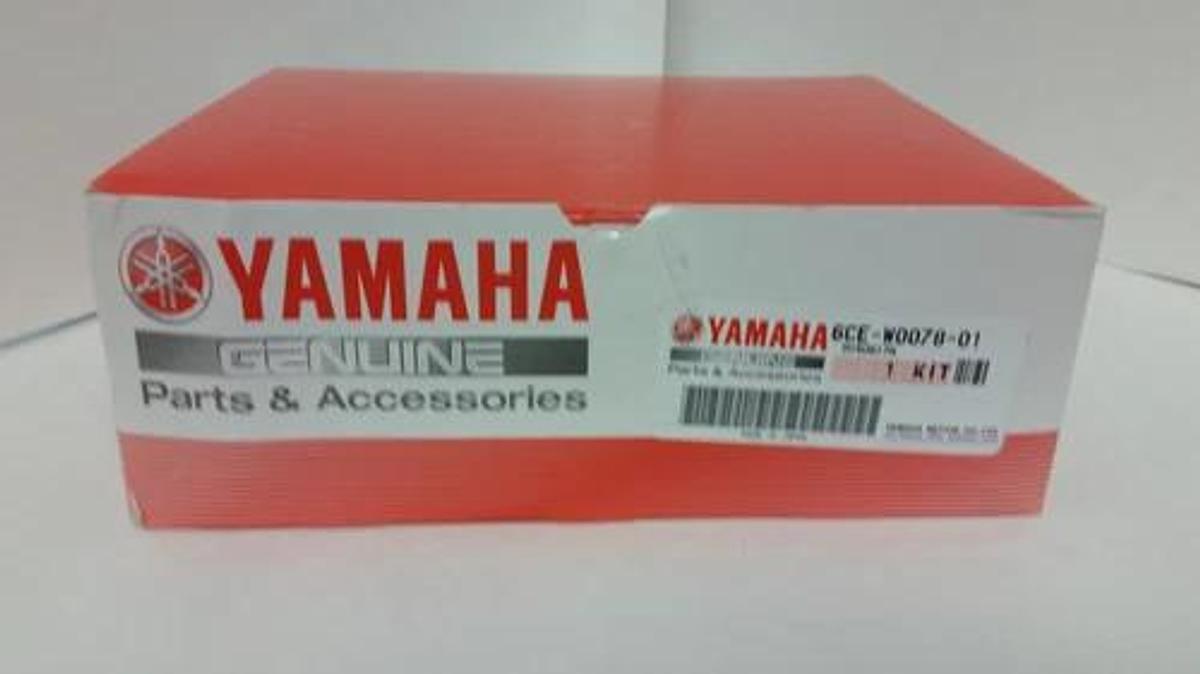 YAMAHA
GENUINE
Parts & Accessories
YAMAHA 6CE-W0078-01
Parts & Accessories
1 KIT